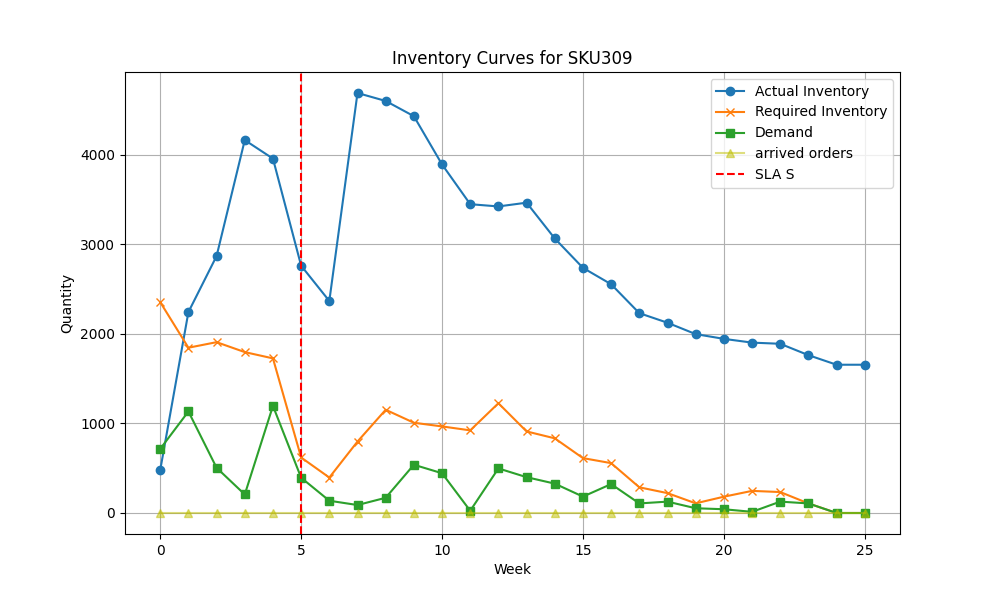 Inventory Curves for SKU309
Actual Inventory
Required Inventory
Demand
arrived orders
SLA S
Quantity
4000
3000
2000
1000
0
0 5 10 15 20 25
Week